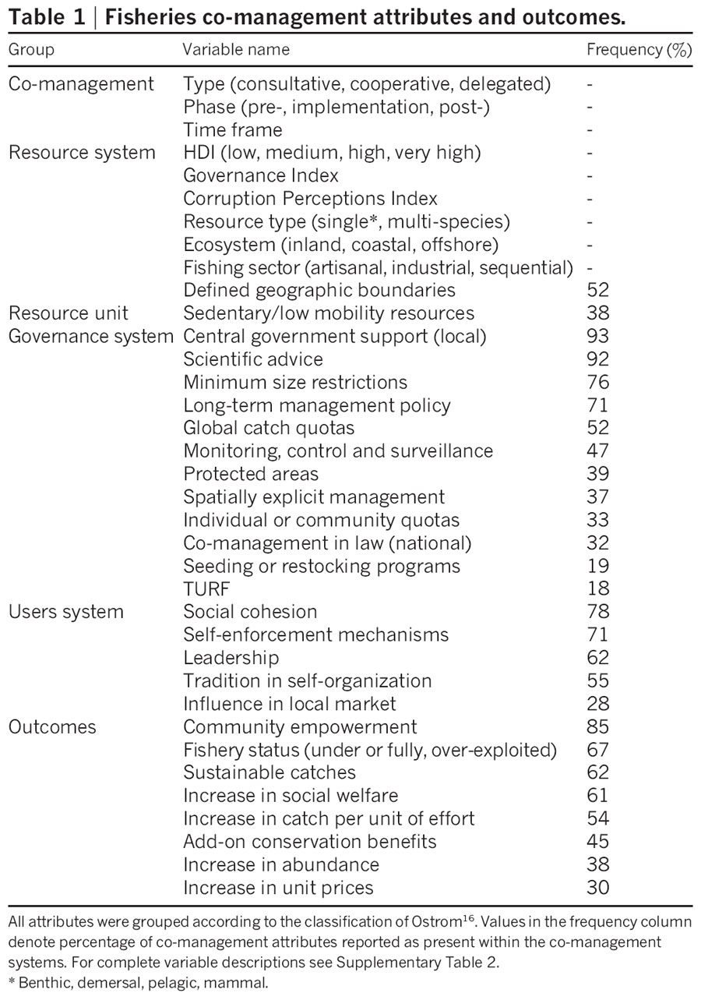 Table 1 | Fisheries co-management attributes and outcomes.
Group Variable name Frequency (%)
Co-management Type (consultative, cooperative, delegated) -
Phase (pre-, implementation, post-) -
Time frame -
Resource system HDI (low, medium, high, very high) -
Governance Index -
Corruption Perceptions Index -
Resource type (single*, multi-species) -
Ecosystem (inland, coastal, offshore) -
Fishing sector (artisanal, industrial, sequential) -
Defined geographic boundaries 52
Resource unit Sedentary/low mobility resources 38
Governance system Central government support (local) 93
Scientific advice 92
Minimum size restrictions 76
Long-term management policy 71
Global catch quotas 52
Monitoring, control and surveillance 47
Protected areas 39
Spatially explicit management 37
Individual or community quotas 33
Co-management in law (national) 32
Seeding or restocking programs 19
TURF 18
Users system Social cohesion 78
Self-enforcement mechanisms 71
Leadership 62
Tradition in self-organization 55
Influence in local market 28
Outcomes Community empowerment 85
Fishery status (under or fully, over-exploited) 67
Sustainable catches 62
Increase in social welfare 61
Increase in catch per unit of effort 54
Add-on conservation benefits 45
Increase in abundance 38
Increase in unit prices 30
All attributes were grouped according to the classification of Ostrom¹⁶. Values in the frequency column
denote percentage of co-management attributes reported as present within the co-management
systems. For complete variable descriptions see Supplementary Table 2.
* Benthic, demersal, pelagic, mammal.